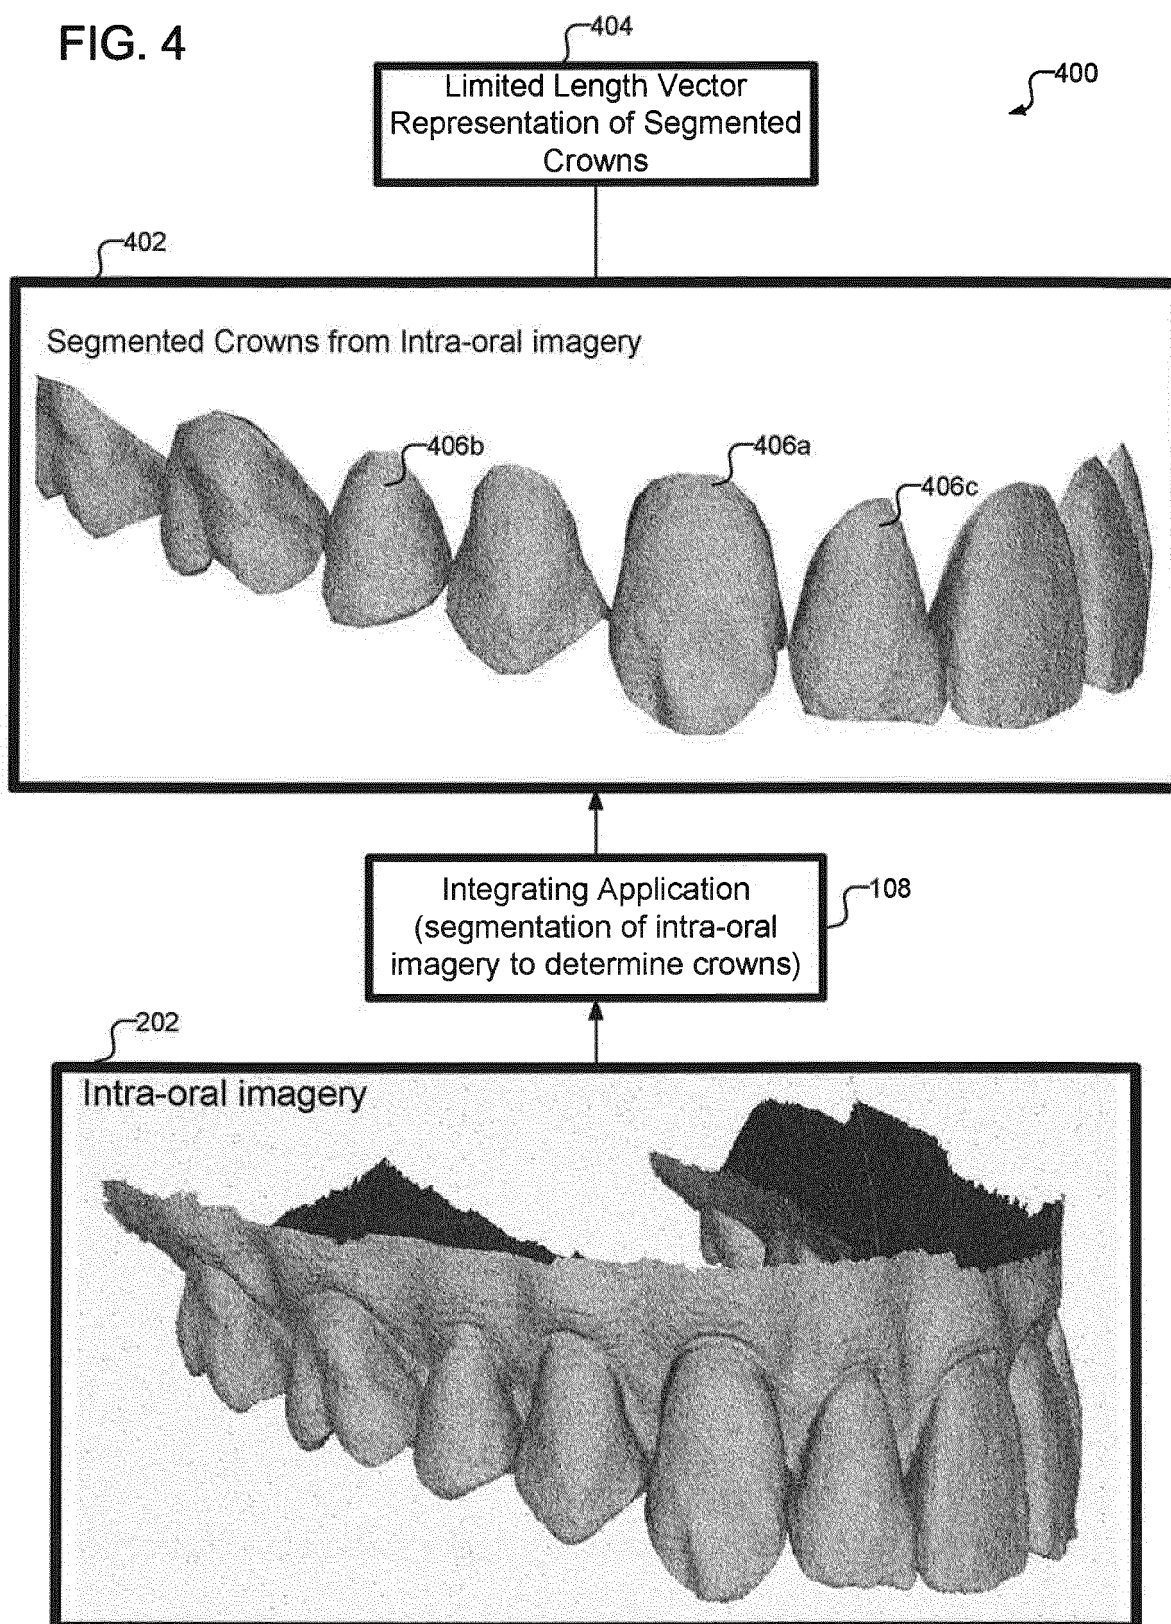 FIG. 4
404
Limited Length Vector
Representation of Segmented
Crowns
400
402
Segmented Crowns from Intra-oral imagery
406b
406a
406c
Integrating Application
(segmentation of intra-oral
imagery to determine crowns)
108
202
Intra-oral imagery